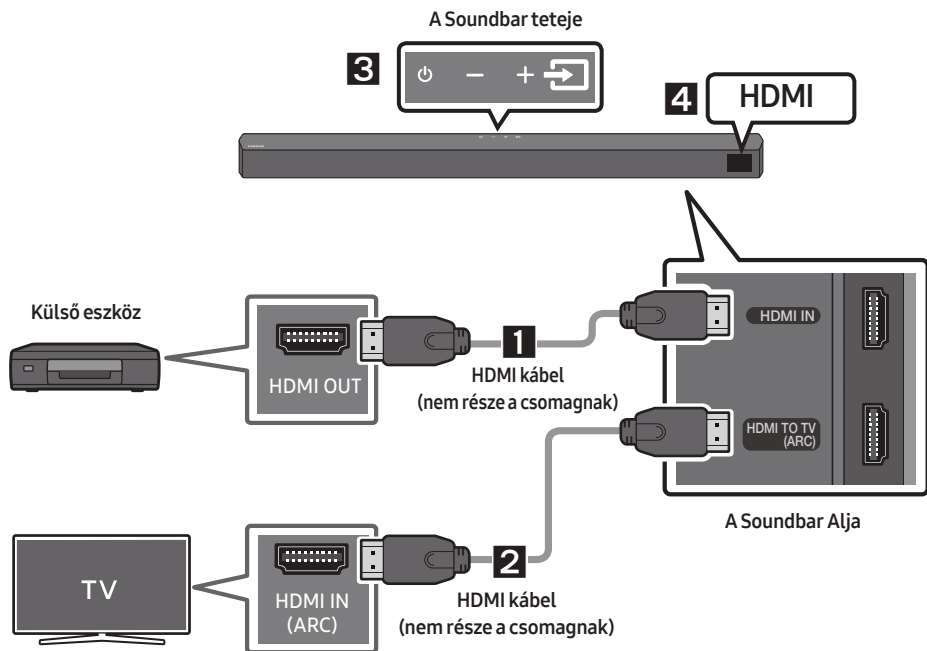 A Soundbar teteje
3
4
HDMI
Külső eszköz
HDMI OUT
1
HDMI kábel
(nem része a csomagnak)
HDMI IN
HDMI TO TV
(ARC)
A Soundbar Alja
TV
HDMI IN
(ARC)
2
HDMI kábel
(nem része a csomagnak)